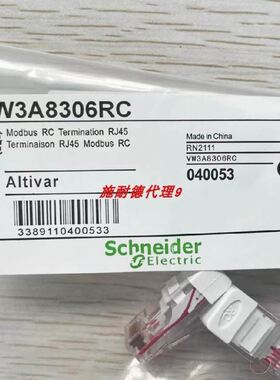 W3A8306RC
Modbus RC Termination RJ45
Terminaison RJ45 Modbus RC
Made in China
RN2111
VW3A8306RC
Altivar
040053
施耐德代理9
Schneider
Electric
3389110400533